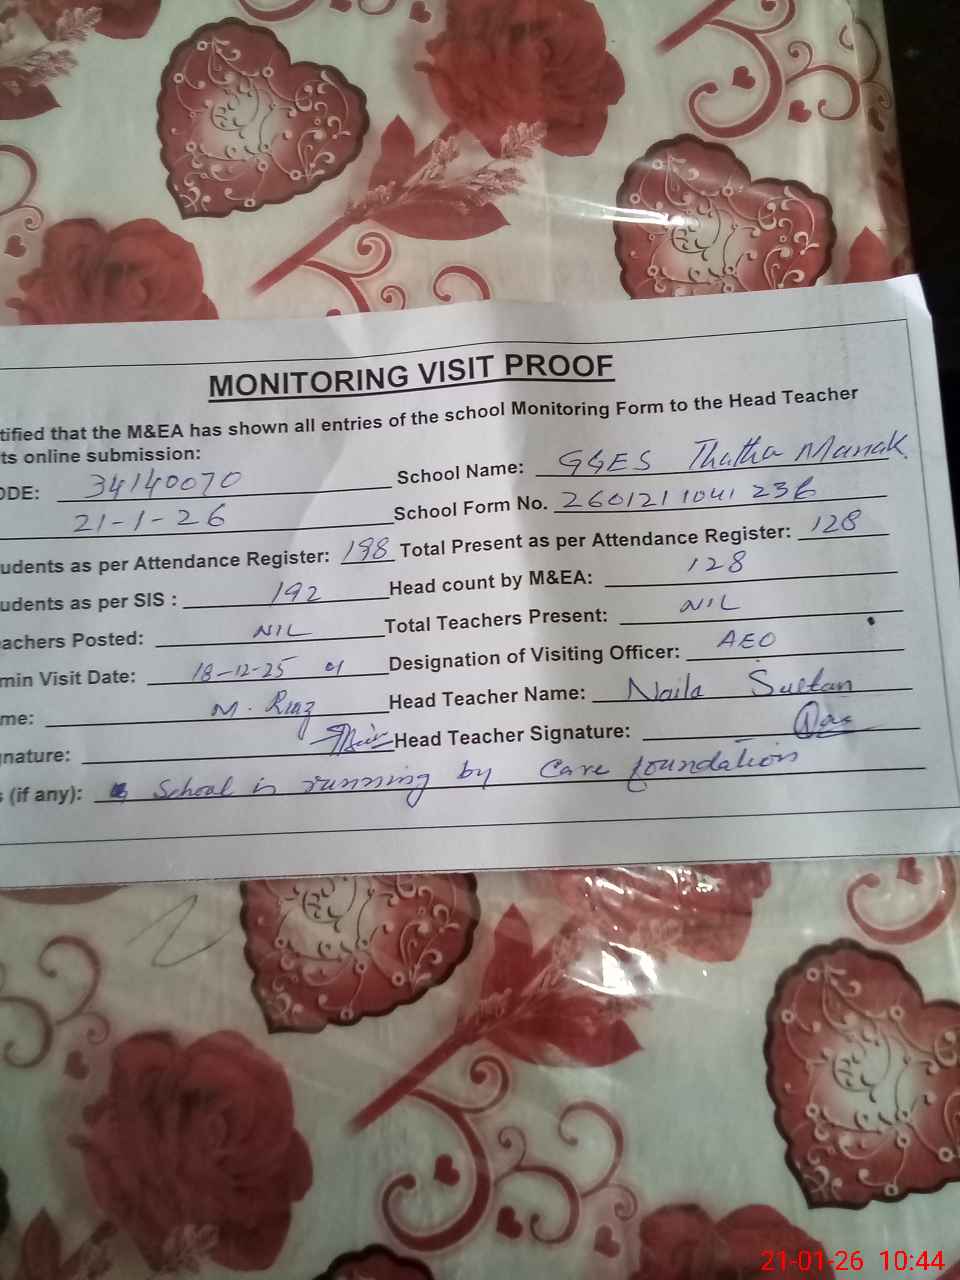 MONITORING VISIT PROOF
tified that the M&EA has shown all entries of the school Monitoring Form to the Head Teacher
ts online submission:
ODE: 34140070 School Name: GGES Thatha Manak
21-1-26 School Form No. 260121 1041 236
udents as per Attendance Register: 198 Total Present as per Attendance Register: 128
udents as per SIS : 192 Head count by M&EA: 128
achers Posted: NIL Total Teachers Present: NIL
min Visit Date: 18-12-25 Designation of Visiting Officer: AEO
me: M. Riaz Head Teacher Name: Naila Sultan
nature: Head Teacher Signature:
s (if any): School is running by Care foundation
21-01-26 10:44